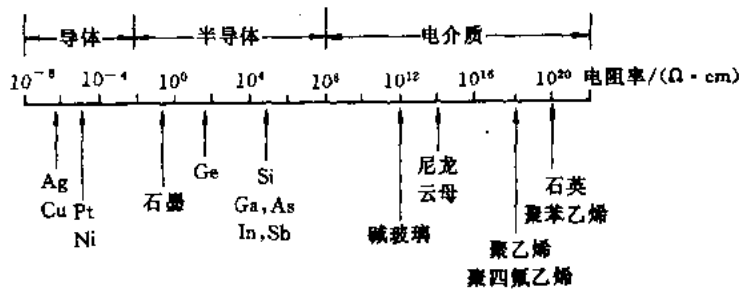 导体 半导体 电介质
10⁻⁸ 10⁻⁴ 10⁰ 10⁴ 10⁸ 10¹² 10¹⁶ 10²⁰ 电阻率/(Ω·cm)
Ag
Cu
Pt
Ni
石墨
Ge
Si
Ga,As
In,Sb
碱玻璃
尼龙
云母
聚乙烯
聚四氟乙烯
石英
聚苯乙烯